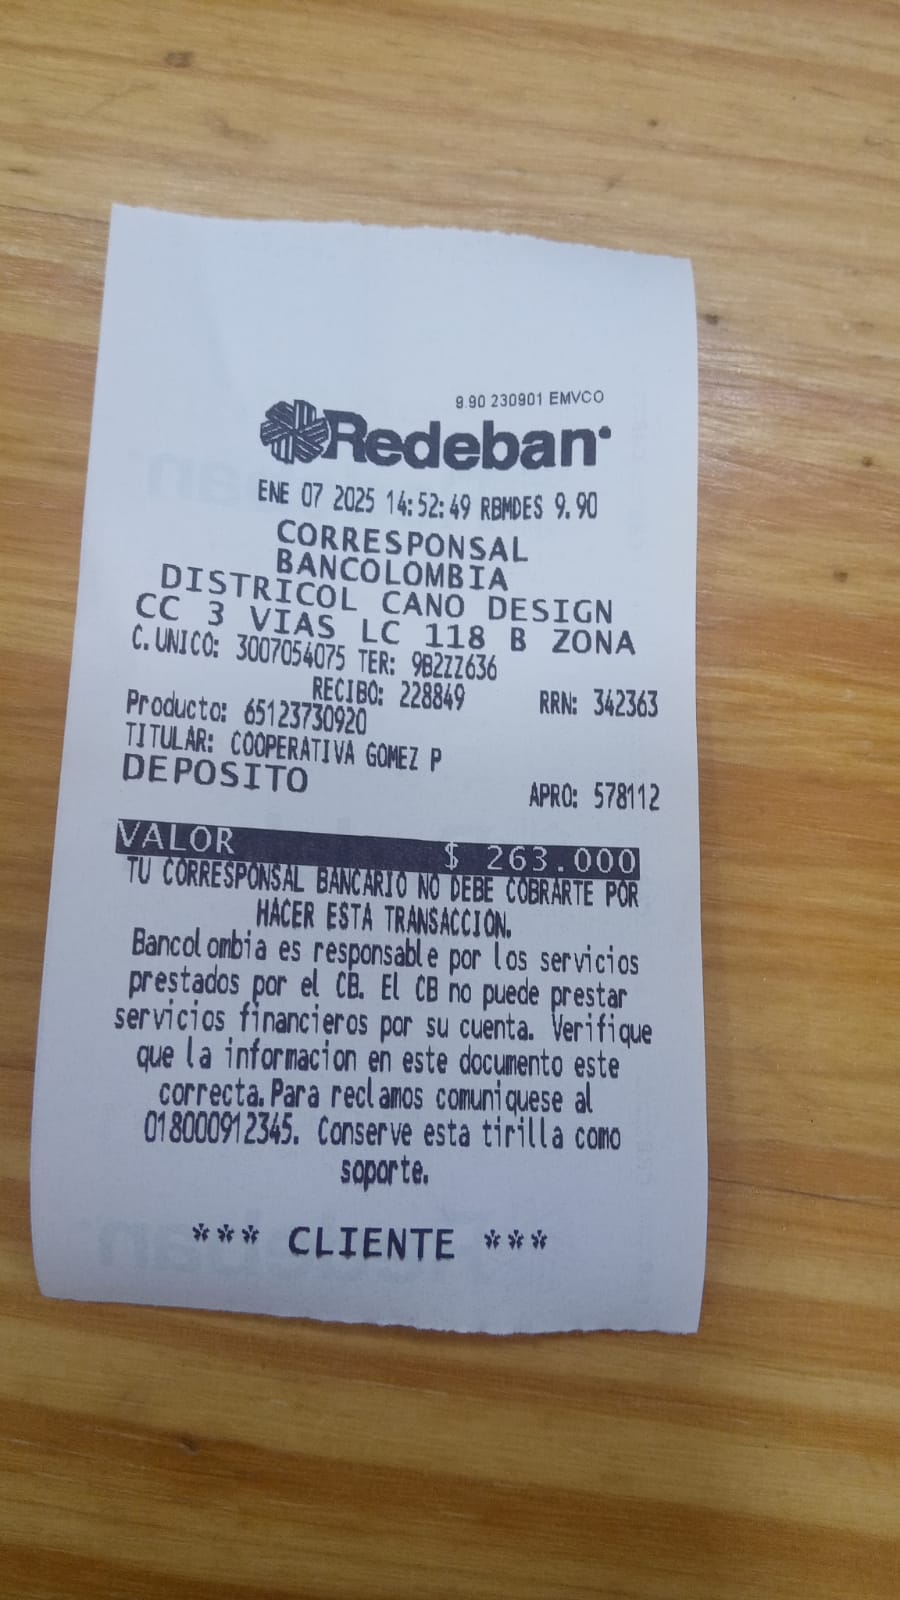 9.90 230901 EMVCO
Redeban
ENE 07 2025 14:52:49 RBMDES 9.90
CORRESPONSAL
BANCOLOMBIA
DISTRICOL CANO DESIGN
CC 3 VIAS LC 118 B ZONA
C.UNICO: 3007054075 TER: 9B2ZZ636
RECIBO: 228849 RRN: 342363
Producto: 65123730920
TITULAR: COOPERATIVA GOMEZ P
DEPOSITO APRO: 578112
VALOR $ 263.000
TU CORRESPONSAL BANCARIO NO DEBE COBRARTE POR
HACER ESTA TRANSACCION.
Bancolombia es responsable por los servicios
prestados por el CB. El CB no puede prestar
servicios financieros por su cuenta. Verifique
que la informacion en este documento este
correcta. Para reclamos comuniquese al
018000912345. Conserve esta tirilla como
soporte.
*** CLIENTE ***